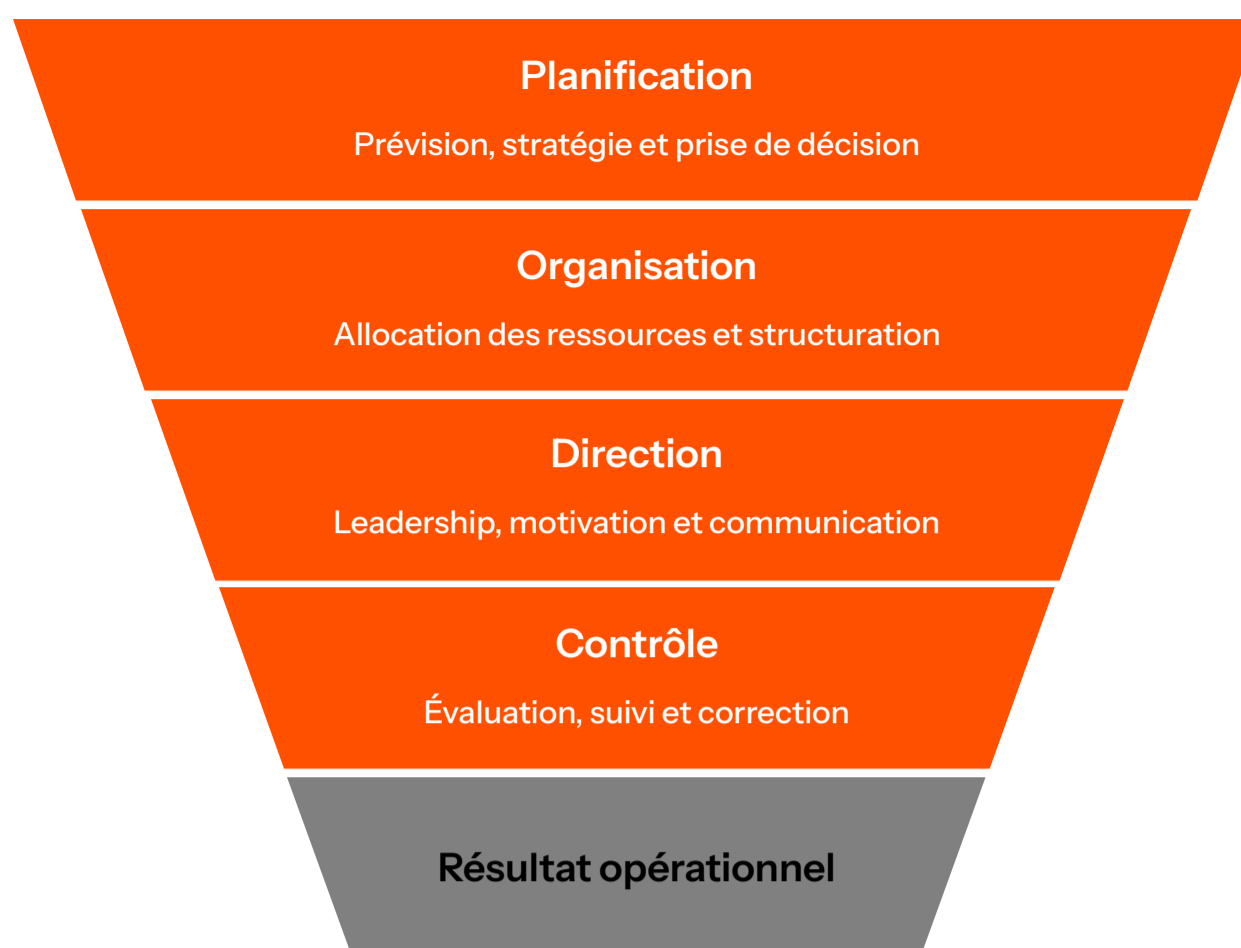 Planification
Prévision, stratégie et prise de décision
Organisation
Allocation des ressources et structuration
Direction
Leadership, motivation et communication
Contrôle
Évaluation, suivi et correction
Résultat opérationnel